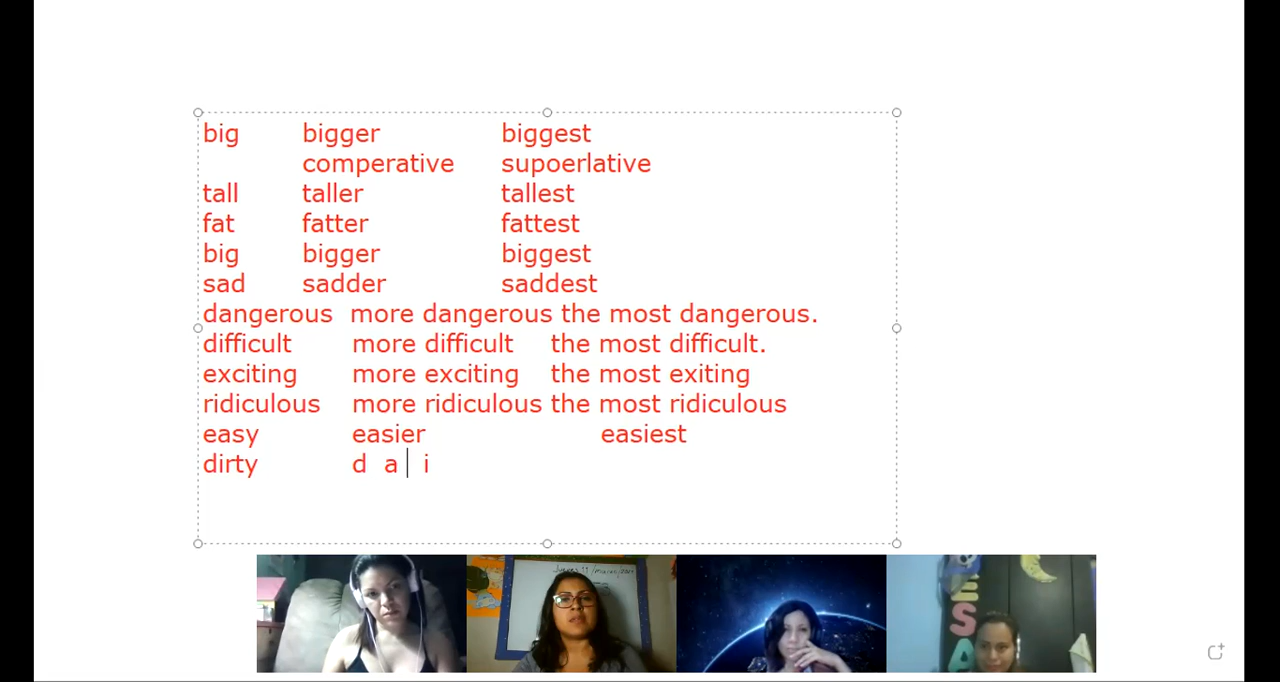 big bigger biggest
comperative supoerlative
tall taller tallest
fat fatter fattest
big bigger biggest
sad sadder saddest
dangerous more dangerous the most dangerous.
difficult more difficult the most difficult.
exciting more exciting the most exiting
ridiculous more ridiculous the most ridiculous
easy easier easiest
dirty d a i